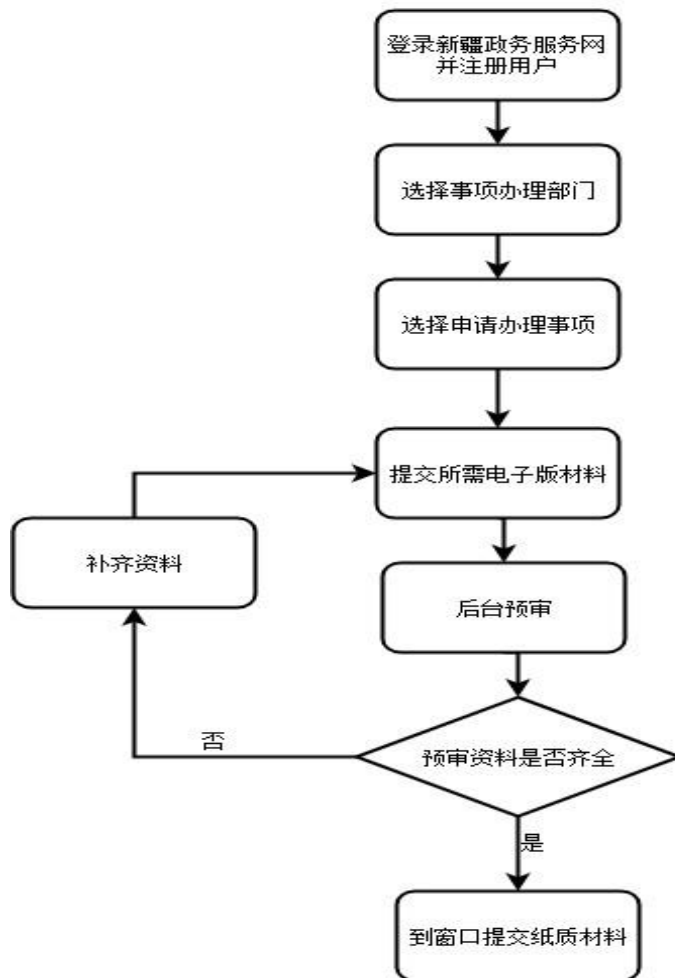 登录新疆政务服务网
并注册用户
选择事项办理部门
选择申请办理事项
提交所需电子版材料
补齐资料
后台预审
否
预审资料是否齐全
是
到窗口提交纸质材料